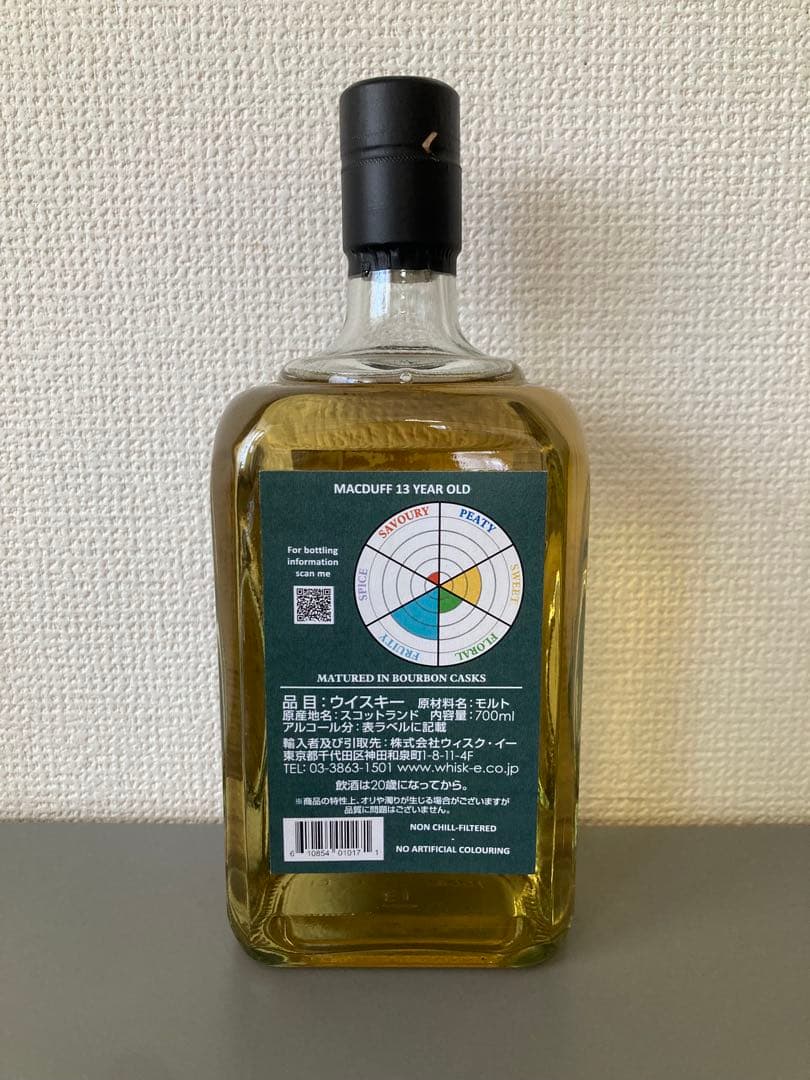 MACDUFF 13 YEAR OLD
SAVOURY
PEATY
SWEET
FLORAL
FRUITY
SPICE
For bottling
information
scan me
MATURED IN BOURBON CASKS
品目：ウイスキー 原材料名：モルト
原産地名：スコットランド 内容量：700ml
アルコール分：表ラベルに記載
輸入者及び引取先：株式会社ウィスク・イー
東京都千代田区神田和泉町1-8-11-4F
TEL: 03-3863-1501 www.whisk-e.co.jp
飲酒は20歳になってから。
※商品の特性上、オリや濁りが生じる場合がございますが
品質に問題はございません。
6 10854 01017 1
NON CHILL-FILTERED
-
NO ARTIFICIAL COLOURING